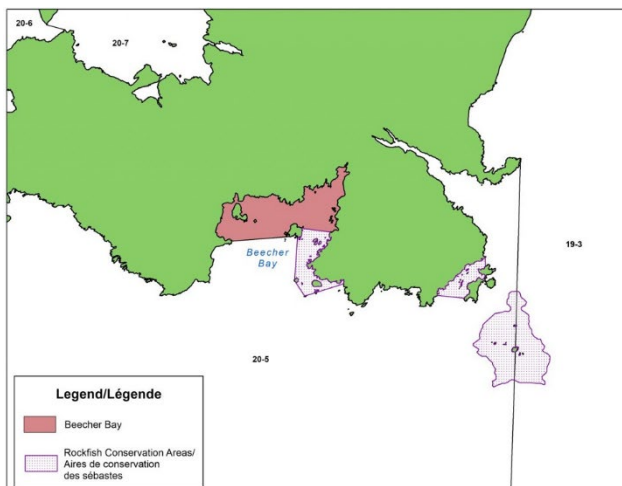 20-6
20-7
Beecher
Bay
19-3
20-5
Legend/Légende
Beecher Bay
Rockfish Conservation Areas/
Aires de conservation
des sébastes